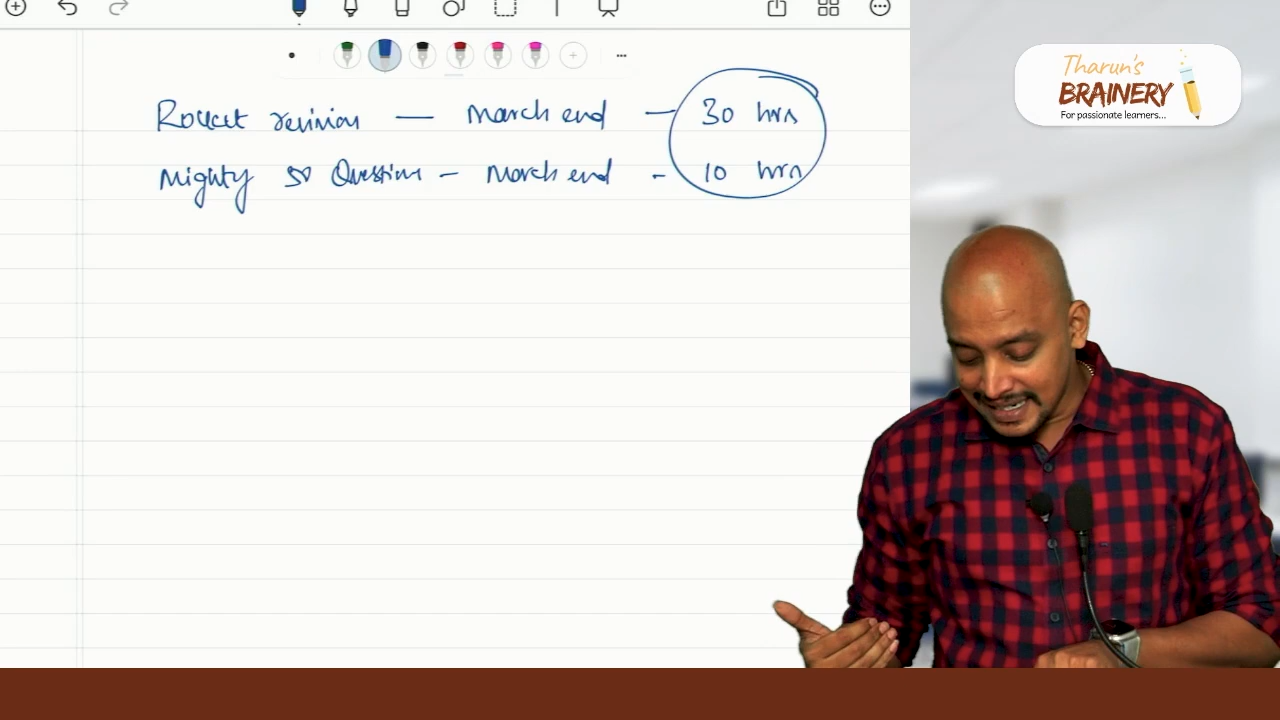 Rocket revision — March end — 30 hrs
Mighty 50 Question - March end - 10 hrs
Tharun's
BRAINERY
For passionate learners...